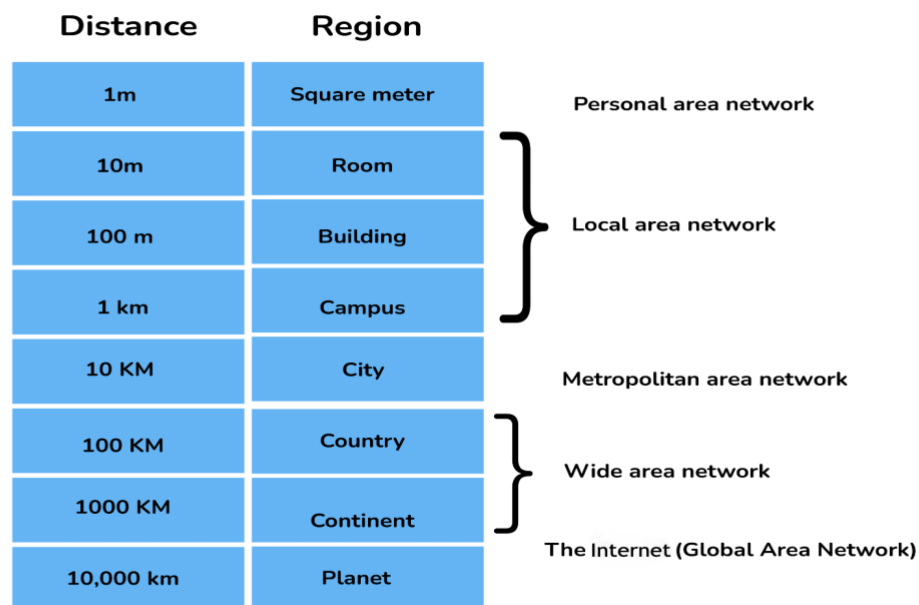 Distance Region
1m Square meter Personal area network
10m Room
100 m Building Local area network
1 km Campus
10 KM City Metropolitan area network
100 KM Country
Wide area network
1000 KM Continent
The Internet (Global Area Network)
10,000 km Planet